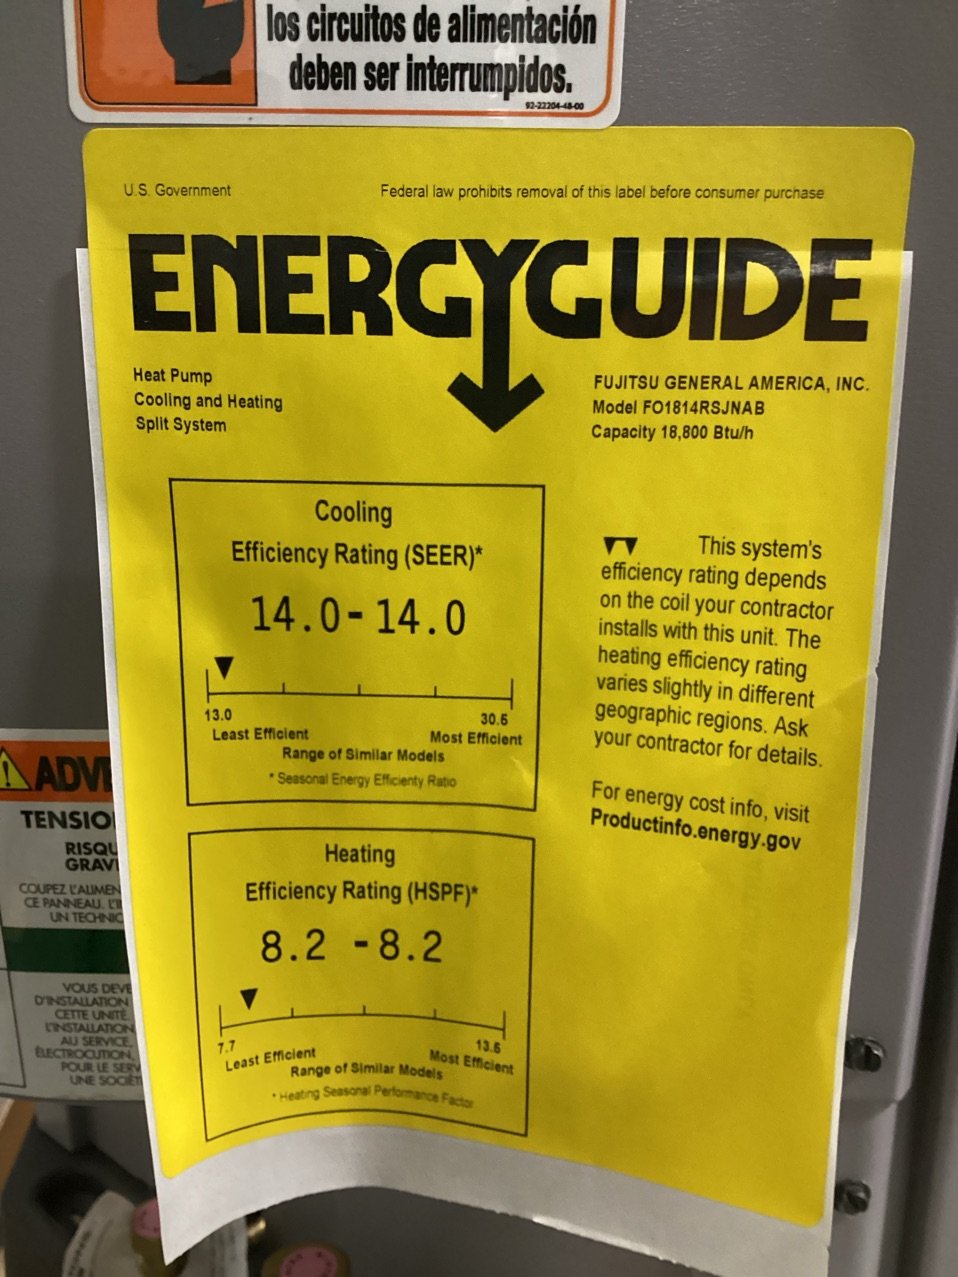 los circuitos de alimentación
deben ser interrumpidos.
92-22204-48-00
U.S. Government
Federal law prohibits removal of this label before consumer purchase
ENERGYGUIDE
Heat Pump
Cooling and Heating
Split System
FUJITSU GENERAL AMERICA, INC.
Model FO1814RSJNAB
Capacity 18,800 Btu/h
Cooling
Efficiency Rating (SEER)*
14.0-14.0
13.0
30.6
Least Efficient
Most Efficient
Range of Similar Models
* Seasonal Energy Efficienty Ratio
This system's
efficiency rating depends
on the coil your contractor
installs with this unit. The
heating efficiency rating
varies slightly in different
geographic regions. Ask
your contractor for details.
For energy cost info, visit
Productinfo.energy.gov
Heating
Efficiency Rating (HSPF)*
8.2 -8.2
7.7
13.6
Least Efficient
Most Efficient
Range of Similar Models
* Heating Seasonal Performance Factor
ADV
TENSIO
RISQU
GRAV
COUPEZ L'ALIMEN
CE PANNEAU. L'I
UN TECHNIC
VOUS DEVE
D'INSTALLATION
CETTE UNITÉ.
L'INSTALLATION
AU SERVICE,
ÉLECTROCUTION,
POUR LE SERV
UNE SOCIÉT